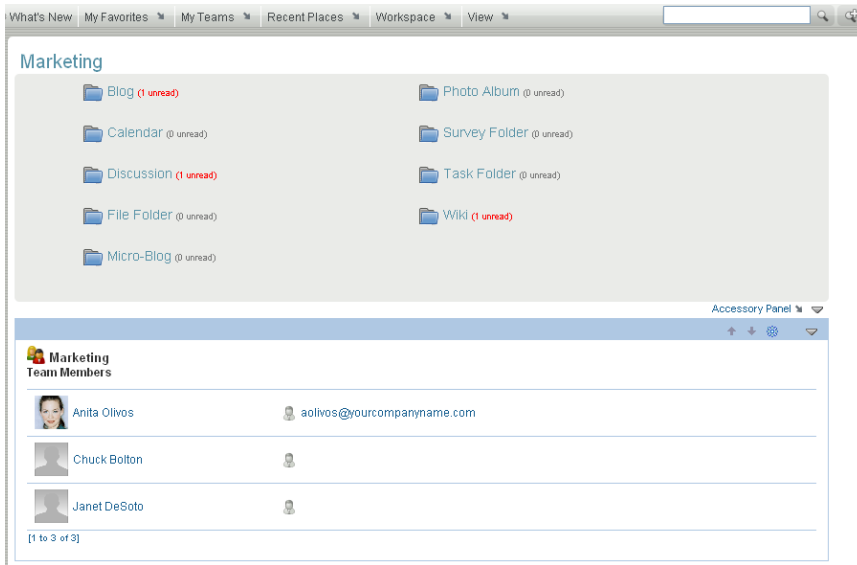 What's New My Favorites My Teams Recent Places Workspace View
Marketing
Blog (1 unread) Photo Album (0 unread)
Calendar (0 unread) Survey Folder (0 unread)
Discussion (1 unread) Task Folder (0 unread)
File Folder (0 unread) Wiki (1 unread)
Micro-Blog (0 unread)
Accessory Panel
Marketing
Team Members
Anita Olivos aolivos@yourcompanyname.com
Chuck Bolton
Janet DeSoto
[1 to 3 of 3]